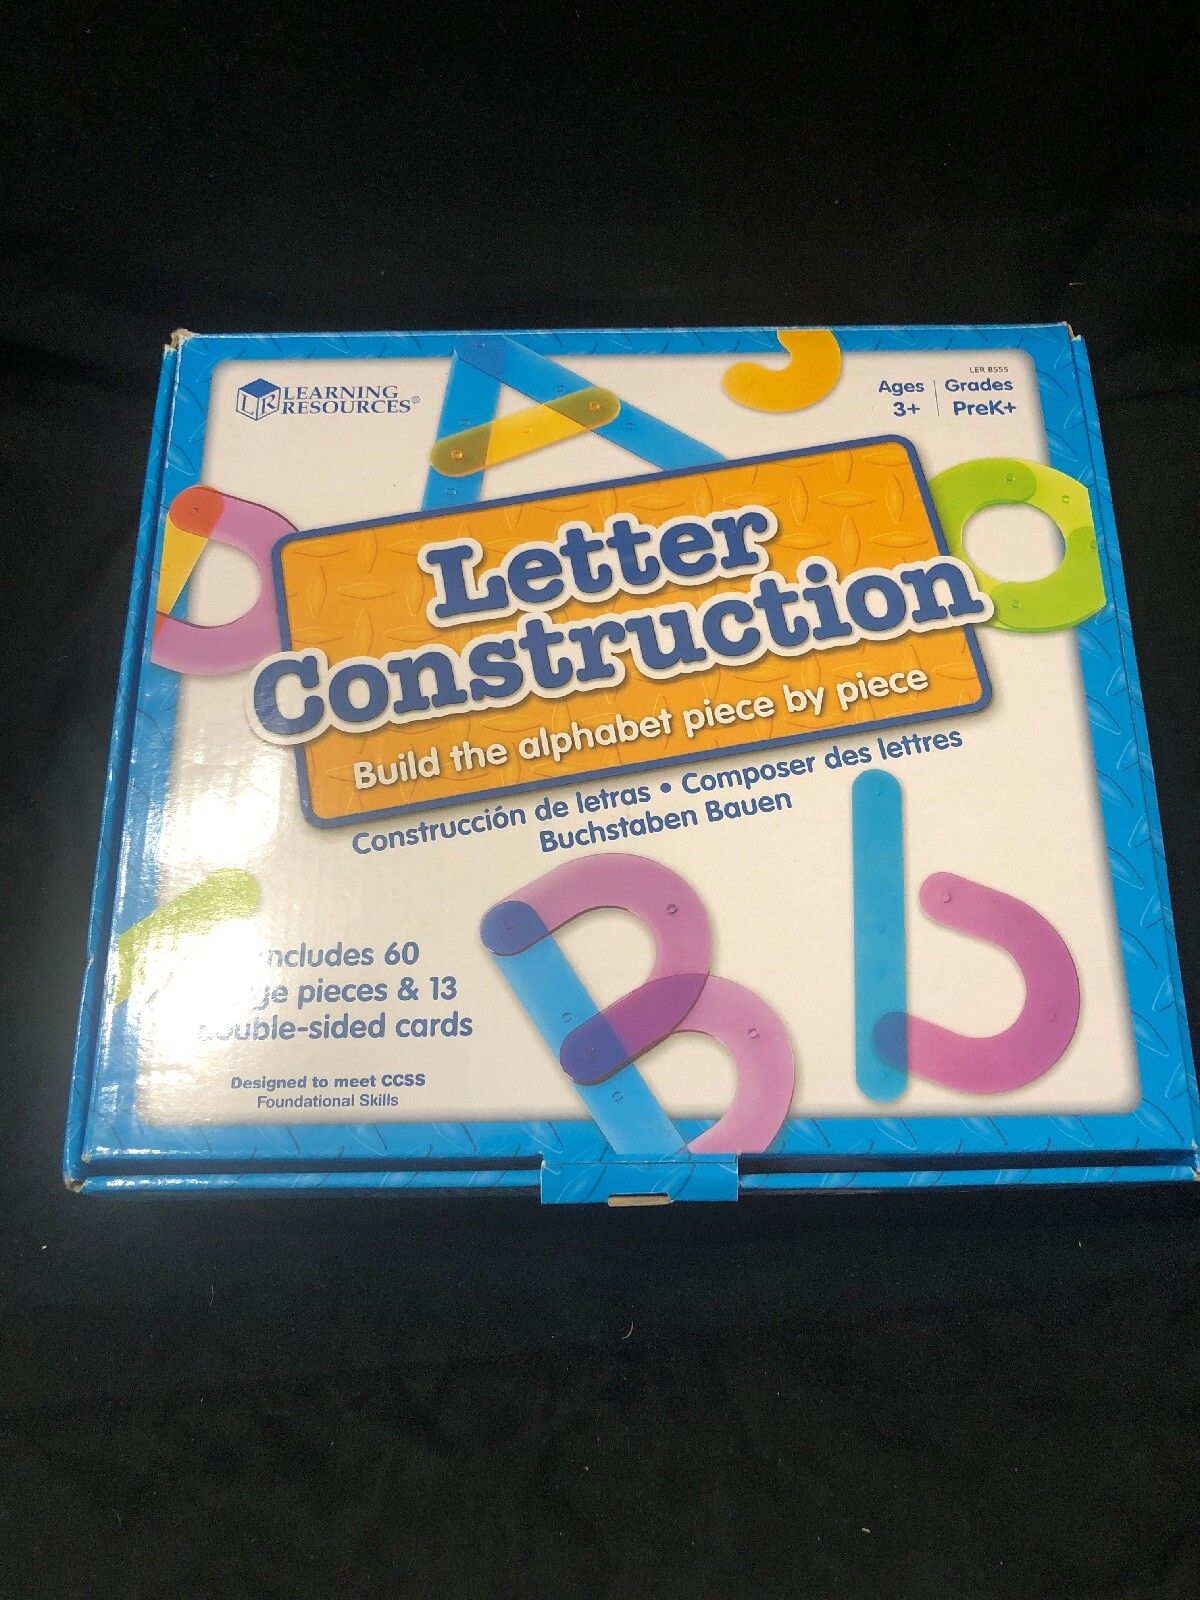 LR LEARNING
RESOURCES®
LER 8555
Ages
3+
Grades
PreK+
Letter
Construction
Build the alphabet piece by piece
Construcción de letras • Composer des lettres
Buchstaben Bauen
60
pieces & 13
double-sided cards
Designed to meet CCSS
Foundational Skills